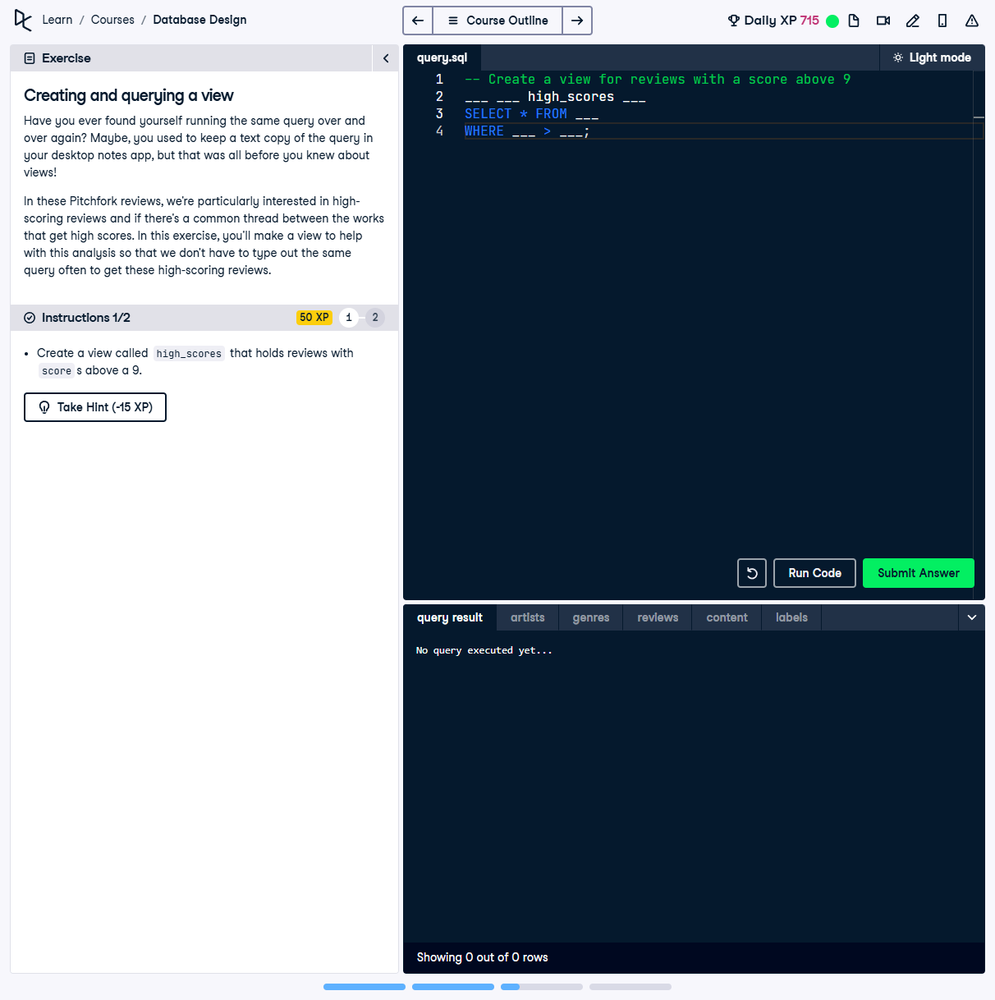 Learn / Courses / Database Design
Course Outline
Daily XP 715
Exercise
Creating and querying a view
Have you ever found yourself running the same query over and
over again? Maybe, you used to keep a text copy of the query in
your desktop notes app, but that was all before you knew about
views!
In these Pitchfork reviews, we're particularly interested in high-
scoring reviews and if there's a common thread between the works
that get high scores. In this exercise, you'll make a view to help
with this analysis so that we don't have to type out the same
query often to get these high-scoring reviews.
Instructions 1/2
50 XP
1
2
• Create a view called high_scores that holds reviews with
score s above a 9.
Take Hint (-15 XP)
query.sql
Light mode
1 -- Create a view for reviews with a score above 9
2 ___ ___ high_scores ___
3 SELECT * FROM ___
4 WHERE ___ > ___;
Run Code
Submit Answer
query result
artists
genres
reviews
content
labels
No query executed yet...
Showing 0 out of 0 rows